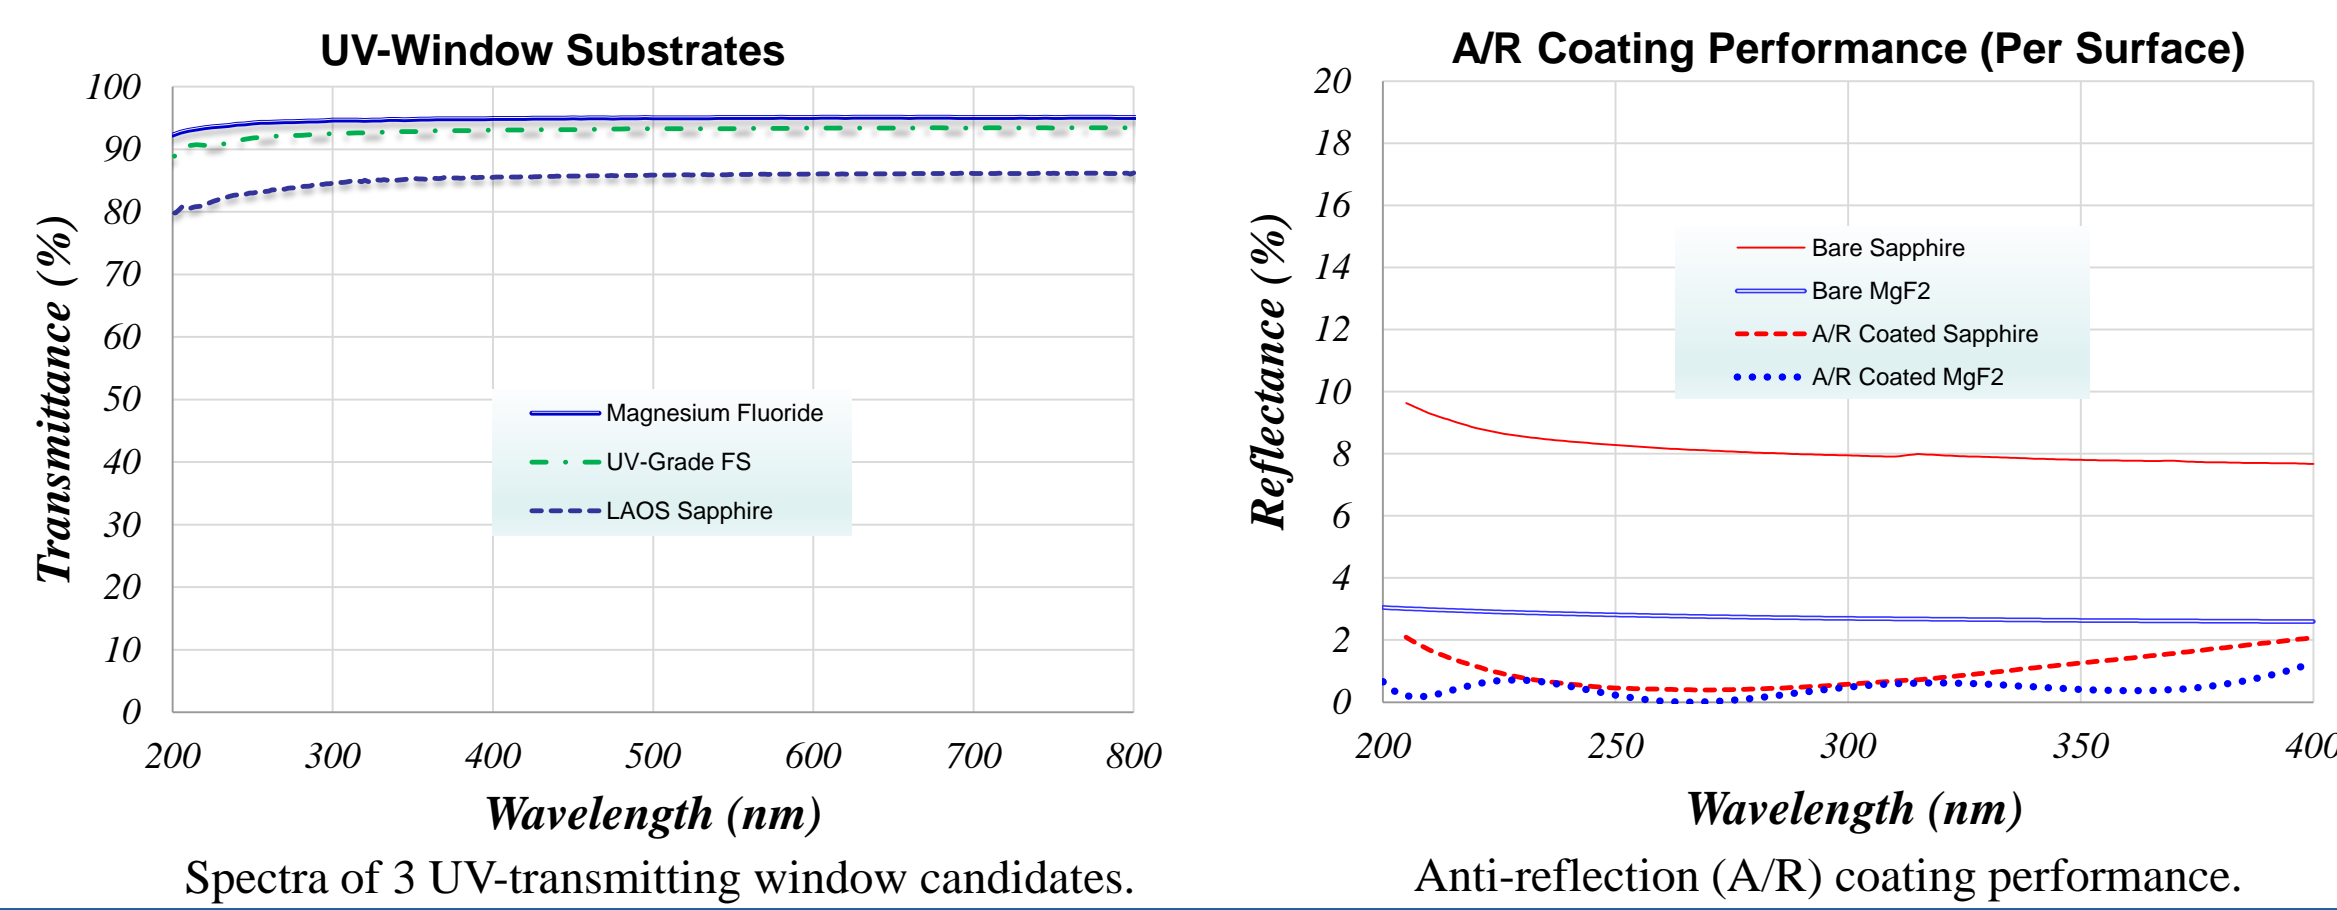 UV-Window Substrates
100
90
80
70
60
50
40
30
20
10
0
Transmittance (%)
Magnesium Fluoride
UV-Grade FS
LAOS Sapphire
200 300 400 500 600 700 800
Wavelength (nm)
Spectra of 3 UV-transmitting window candidates.
A/R Coating Performance (Per Surface)
20
18
16
14
12
10
8
6
4
2
0
Reflectance (%)
Bare Sapphire
Bare MgF2
A/R Coated Sapphire
A/R Coated MgF2
200 250 300 350 400
Wavelength (nm)
Anti-reflection (A/R) coating performance.